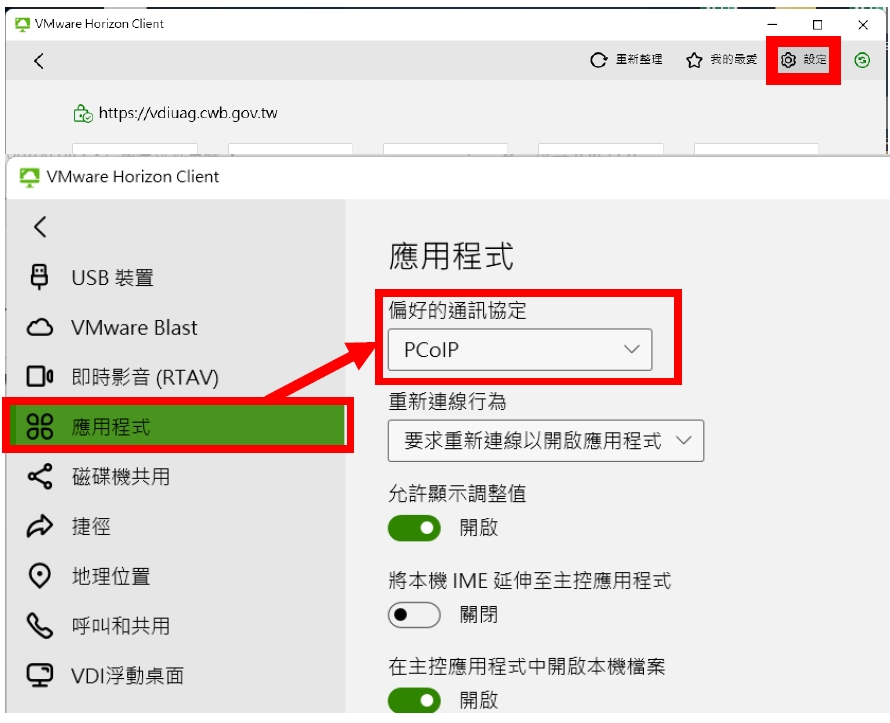 VMware Horizon Client
重新整理 我的最愛 設定
https://vdiuag.cwb.gov.tw
VMware Horizon Client
USB 裝置
VMware Blast
即時影音 (RTAV)
應用程式
磁碟機共用
捷徑
地理位置
呼叫和共用
VDI浮動桌面
應用程式
偏好的通訊協定
PCoIP
重新連線行為
要求重新連線以開啟應用程式
允許顯示調整值
開啟
將本機 IME 延伸至主控應用程式
關閉
在主控應用程式中開啟本機檔案
開啟